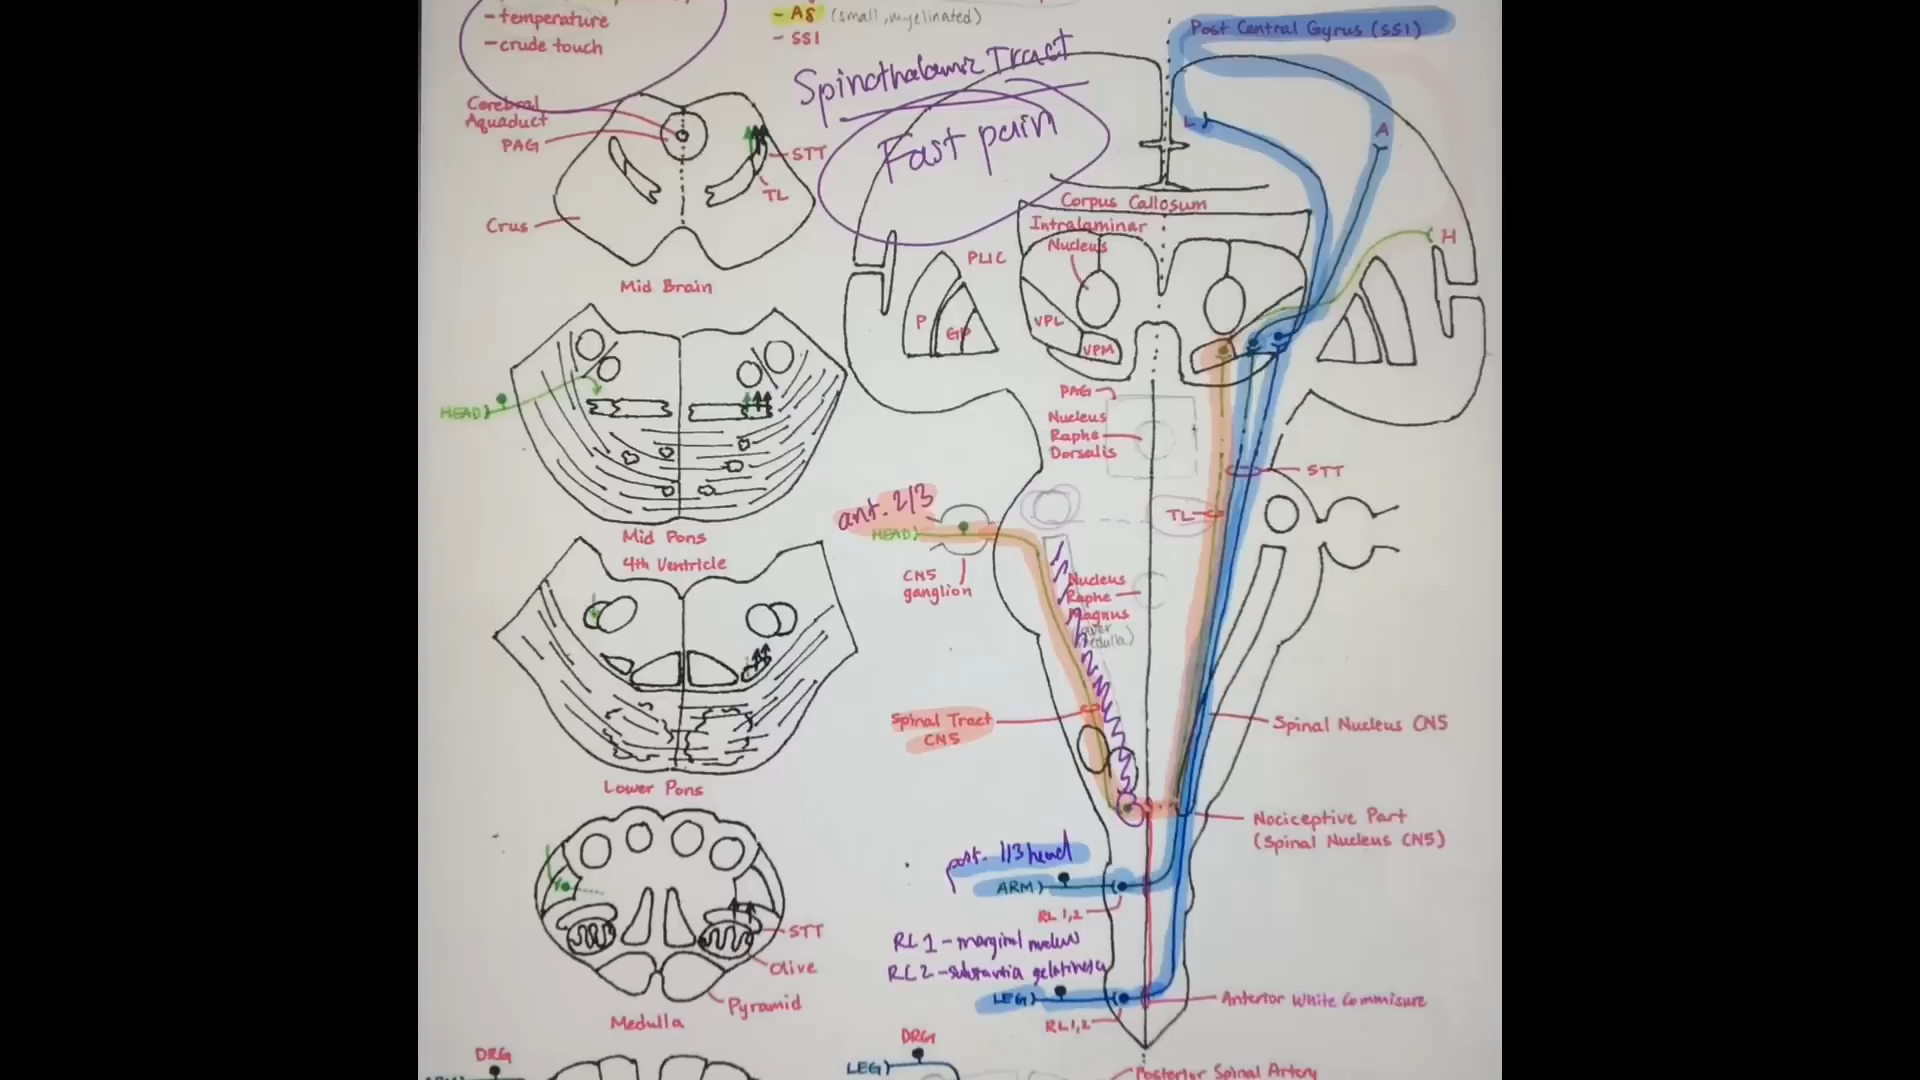 -temperature
-crude touch
- Aδ (small, myelinated)
- SS1
Spinothalamic Tract
Fast pain
Post Central Gyrus (SS1)
Cerebral
Aquaduct
PAG
STT
TL
Crus
Mid Brain
L
A
H
Corpus Callosum
Intralaminar
Nucleus
PLIC
P
GP
VPL
VPM
HEAD
Mid Pons
PAG
Nucleus
Raphe
Dorsalis
STT
TL
ant. 2/3
HEAD
CN5
ganglion
Nucleus
Raphe
Magnus
(lower
medulla)
4th Ventricle
Lower Pons
Spinal Tract
CN5
Spinal Nucleus CN5
Nociceptive Part
(Spinal Nucleus CN5)
post. 1/3 head
ARM
RL 1,2
RL 1 - marginal nucleus
RL 2 - substantia gelatinosa
LEG
RL 1,2
Anterior White Commisure
STT
Olive
Pyramid
Medulla
DRG
DRG
LEG
Posterior Spinal Artery